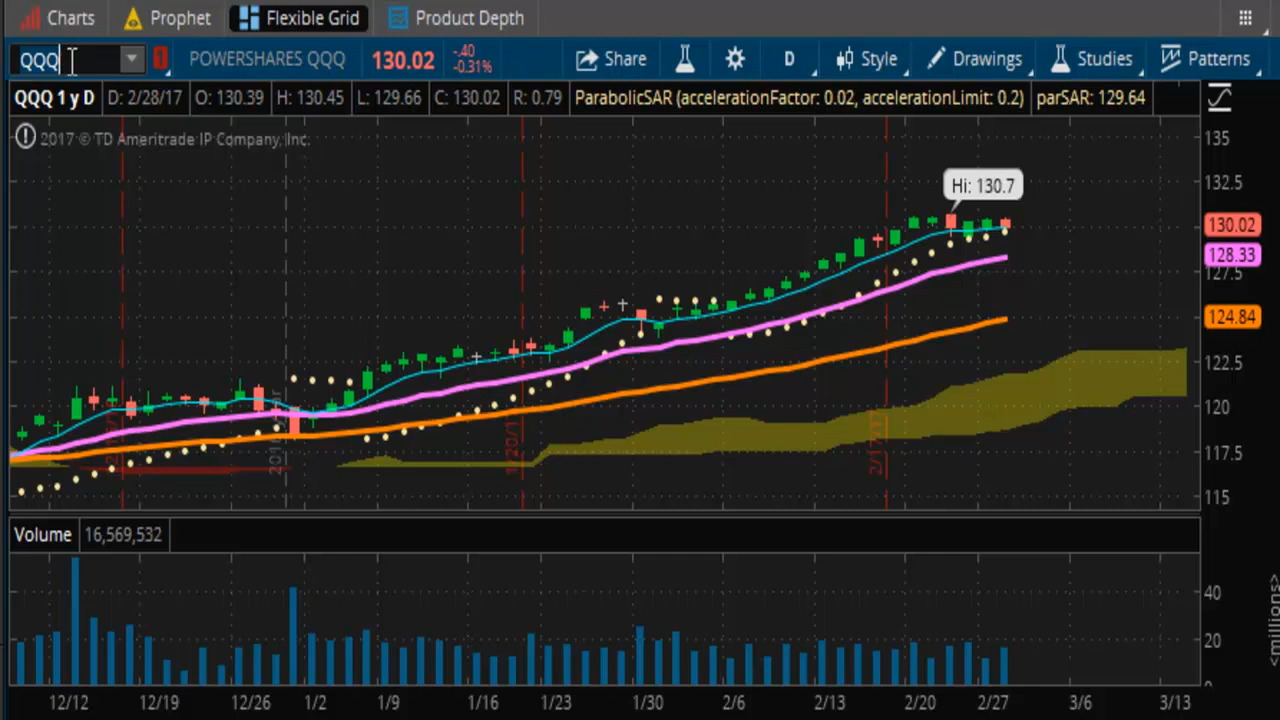 Charts Prophet Flexible Grid Product Depth
QQQ POWERSHARES QQQ 130.02 -.40 -0.31% Share D Style Drawings Studies Patterns
QQQ 1 y D D: 2/28/17 O: 130.39 H: 130.45 L: 129.66 C: 130.02 R: 0.79 ParabolicSAR (accelerationFactor: 0.02, accelerationLimit: 0.2) parSAR: 129.64
2017 © TD Ameritrade IP Company, Inc.
135
132.5
Hi: 130.7
130.02
128.33
127.5
124.84
122.5
120
117.5
115
2/17/17
Volume 16,569,532
40
20
0
<millions>
12/12 12/19 12/26 1/2 1/9 1/16 1/23 1/30 2/6 2/13 2/20 2/27 3/6 3/13